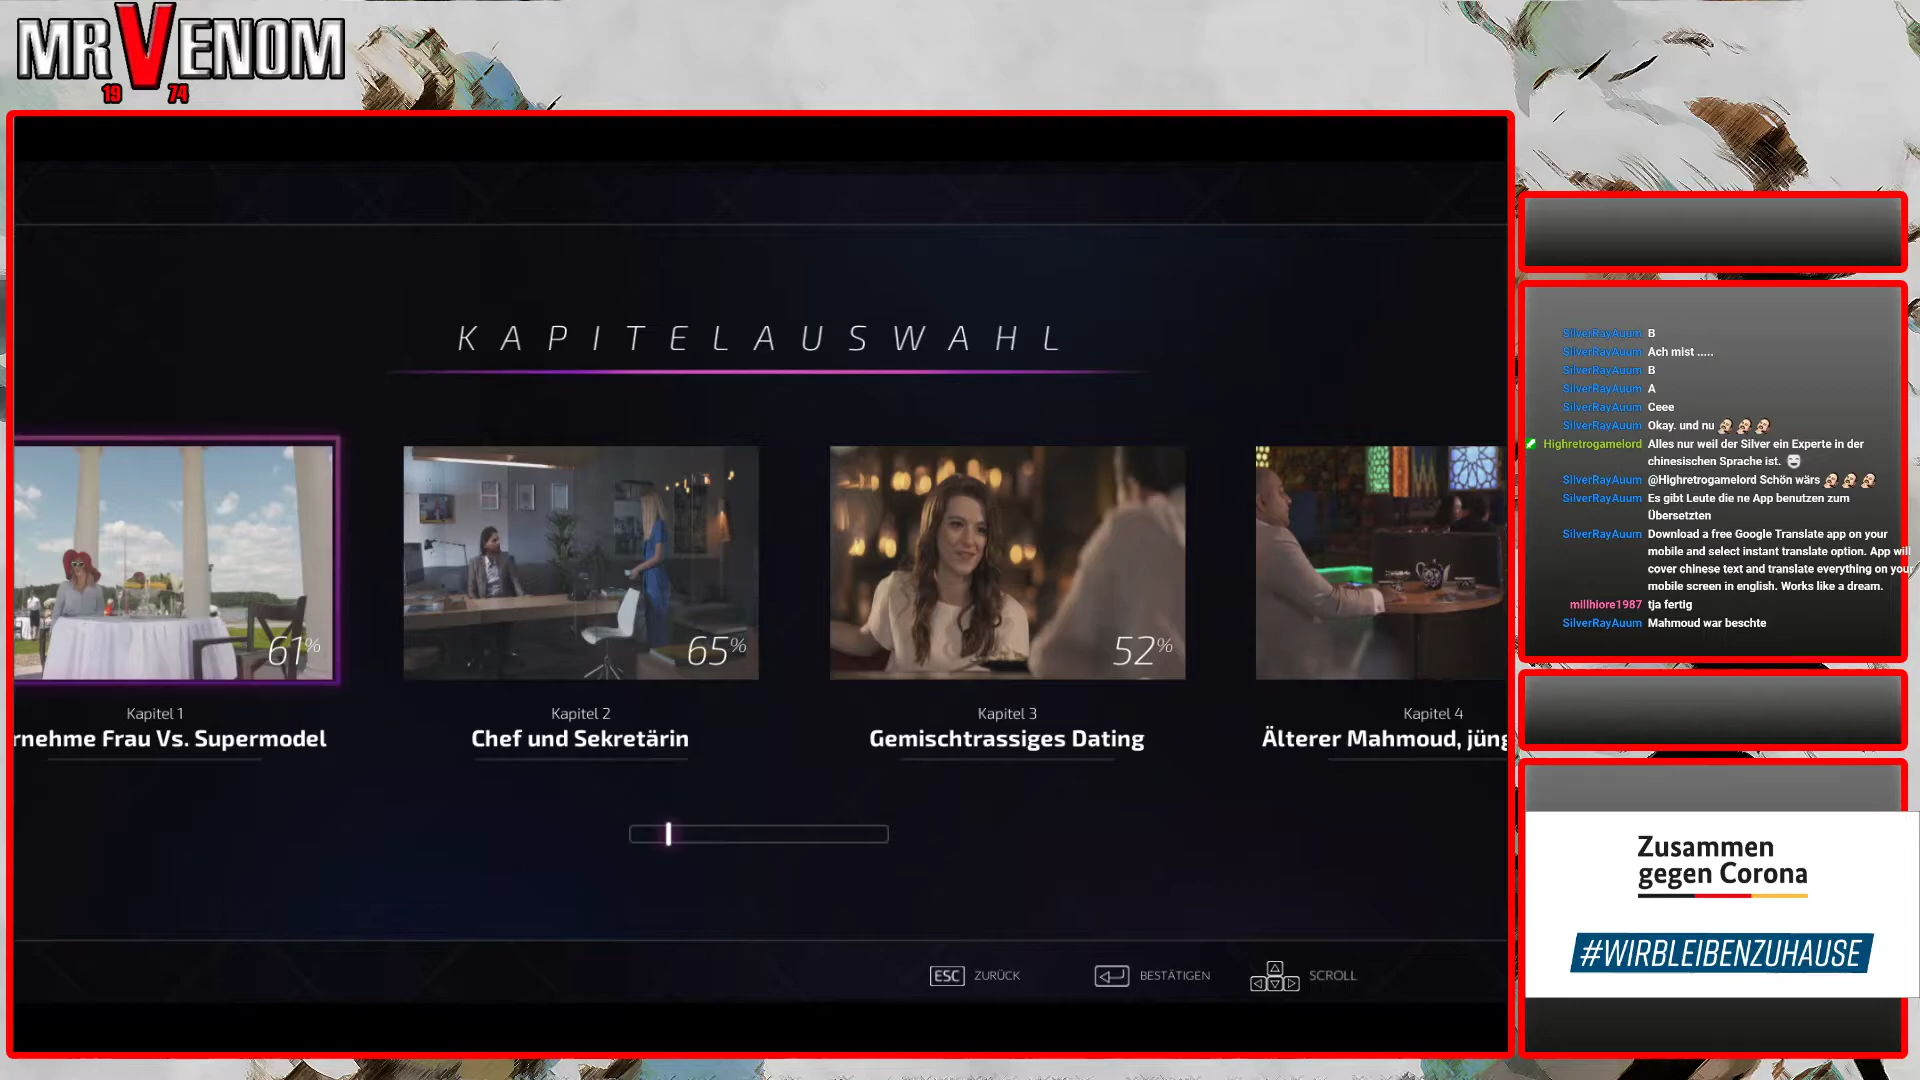 MRVENOM
19 74
KAPITELAUSWAHL
61%
65%
52%
Kapitel 1
rnehme Frau Vs. Supermodel
Kapitel 2
Chef und Sekretärin
Kapitel 3
Gemischtrassiges Dating
Kapitel 4
Älterer Mahmoud, jüng
ESC ZURÜCK
BESTÄTIGEN
SCROLL
SilverRayAuum B
SilverRayAuum Ach mist .....
SilverRayAuum B
SilverRayAuum A
SilverRayAuum Ceee
SilverRayAuum Okay. und nu
Highretrogamelord Alles nur weil der Silver ein Experte in der
chinesischen Sprache ist.
SilverRayAuum @Highretrogamelord Schön wärs
SilverRayAuum Es gibt Leute die ne App benutzen zum
Übersetzten
SilverRayAuum Download a free Google Translate app on your
mobile and select instant translate option. App will
cover chinese text and translate everything on your
mobile screen in english. Works like a dream.
millhiore1987 tja fertig
SilverRayAuum Mahmoud war beschte
Zusammen
gegen Corona
#WIRBLEIBENZUHAUSE